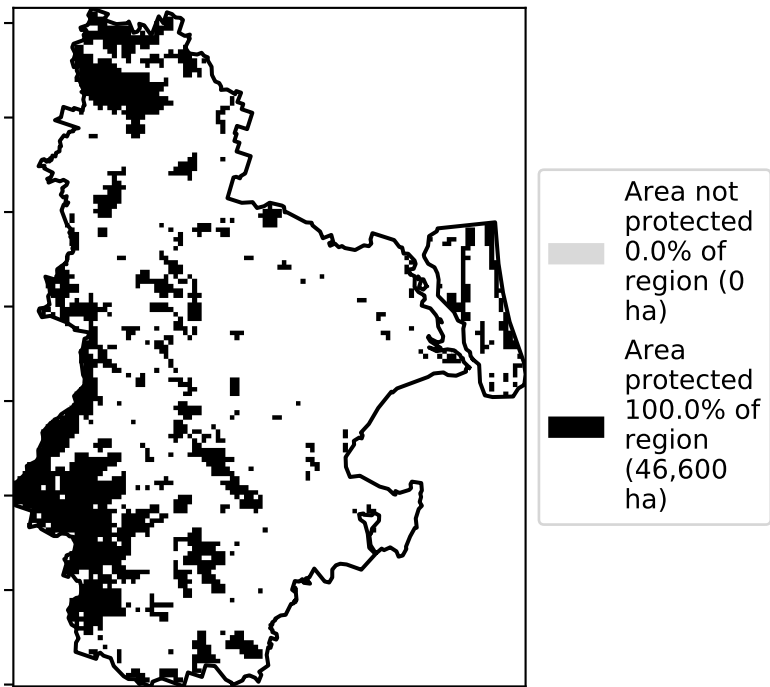 Area not
protected
0.0% of
region (0
ha)
Area
protected
100.0% of
region
(46,600
ha)